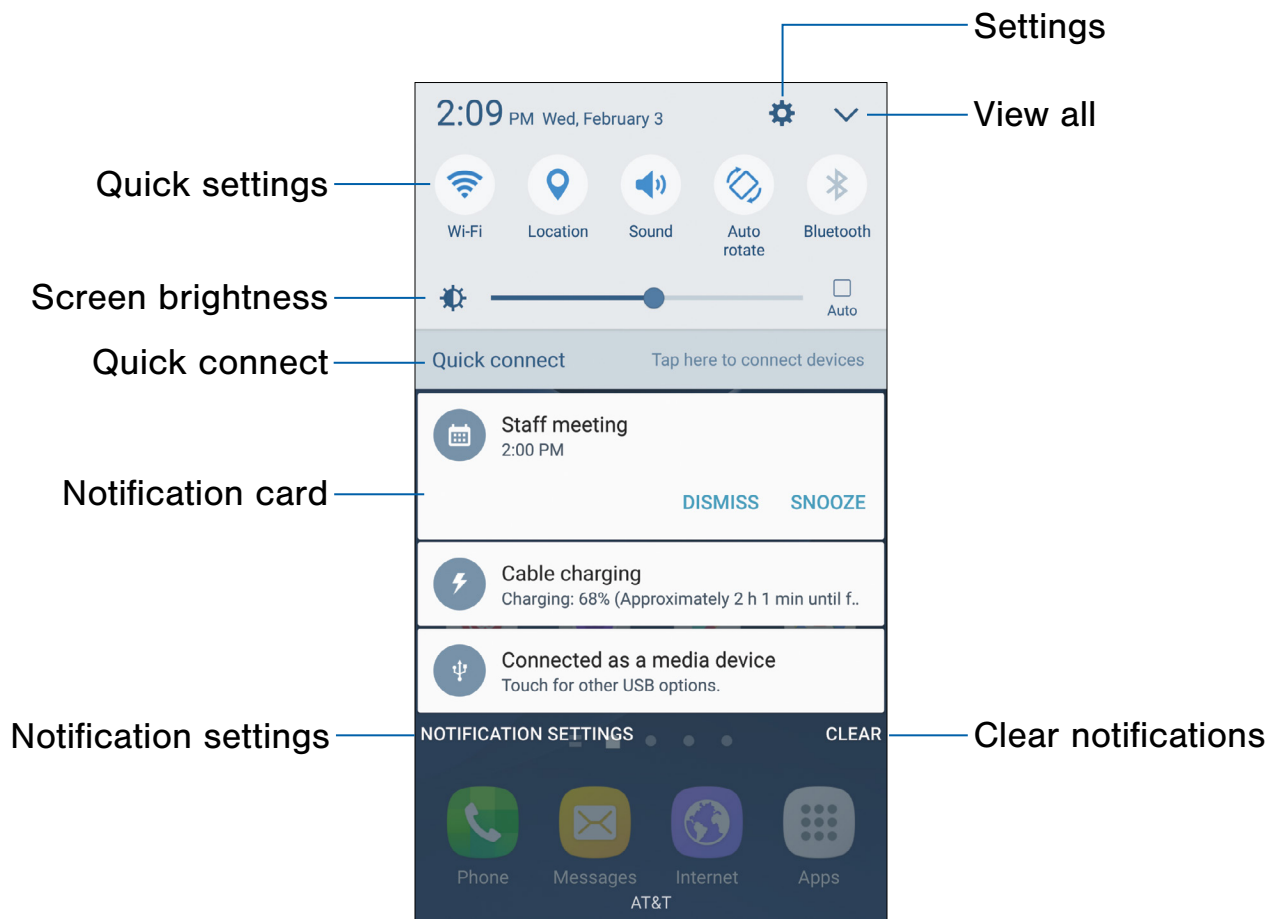 Settings
2:09 PM Wed, February 3
View all
Quick settings
Wi-Fi
Location
Sound
Auto
rotate
Bluetooth
Screen brightness
Auto
Quick connect
Quick connect
Tap here to connect devices
Staff meeting
2:00 PM
Notification card
DISMISS
SNOOZE
Cable charging
Charging: 68% (Approximately 2 h 1 min until f..
Connected as a media device
Touch for other USB options.
Notification settings
NOTIFICATION SETTINGS
CLEAR
Clear notifications
Phone
Messages
Internet
Apps
AT&T